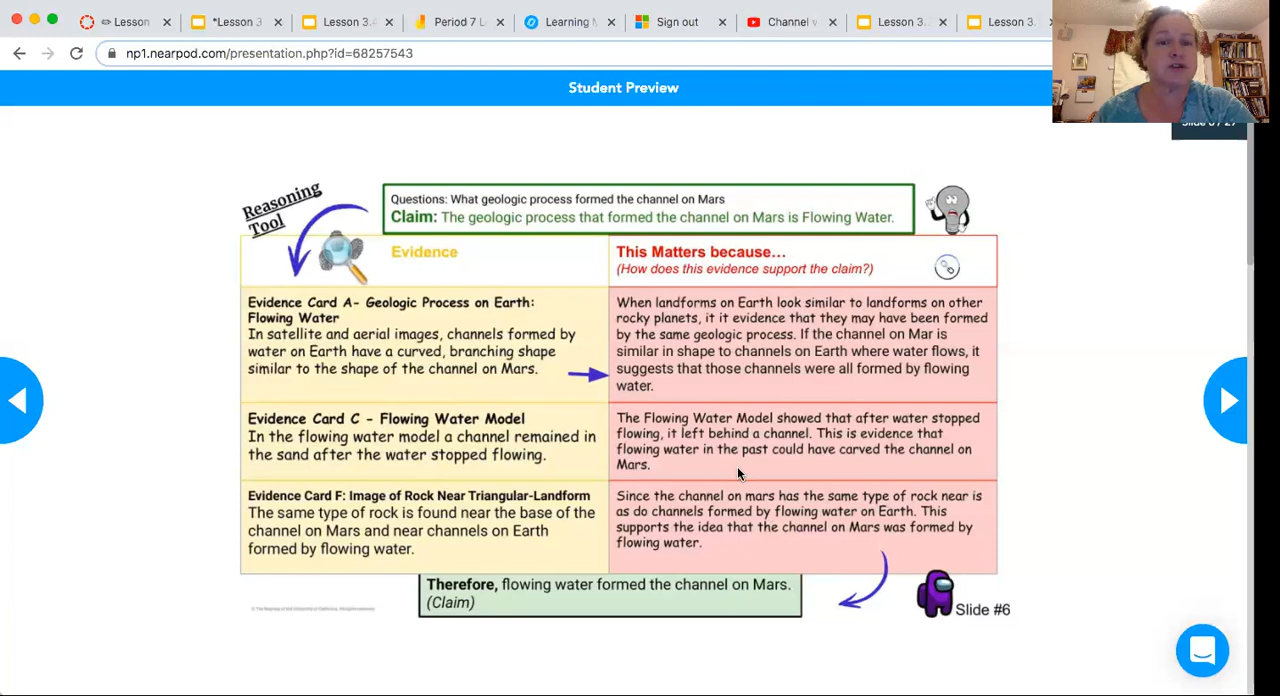 Lesson
*Lesson 3
Lesson 3.
Period 7 L
Learning
Sign out
Channel
Lesson 3.
Lesson 3.
np1.nearpod.com/presentation.php?id=68257543
Student Preview
Reasoning
Tool
Questions: What geologic process formed the channel on Mars
Claim: The geologic process that formed the channel on Mars is Flowing Water.
Evidence
This Matters because...
(How does this evidence support the claim?)
Evidence Card A- Geologic Process on Earth:
Flowing Water
In satellite and aerial images, channels formed by
water on Earth have a curved, branching shape
similar to the shape of the channel on Mars.
When landforms on Earth look similar to landforms on other
rocky planets, it it evidence that they may have been formed
by the same geologic process. If the channel on Mar is
similar in shape to channels on Earth where water flows, it
suggests that those channels were all formed by flowing
water.
Evidence Card C - Flowing Water Model
In the flowing water model a channel remained in
the sand after the water stopped flowing.
The Flowing Water Model showed that after water stopped
flowing, it left behind a channel. This is evidence that
flowing water in the past could have carved the channel on
Mars.
Evidence Card F: Image of Rock Near Triangular-Landform
The same type of rock is found near the base of the
channel on Mars and near channels on Earth
formed by flowing water.
Since the channel on mars has the same type of rock near is
as do channels formed by flowing water on Earth. This
supports the idea that the channel on Mars was formed by
flowing water.
Therefore, flowing water formed the channel on Mars.
(Claim)
Slide #6